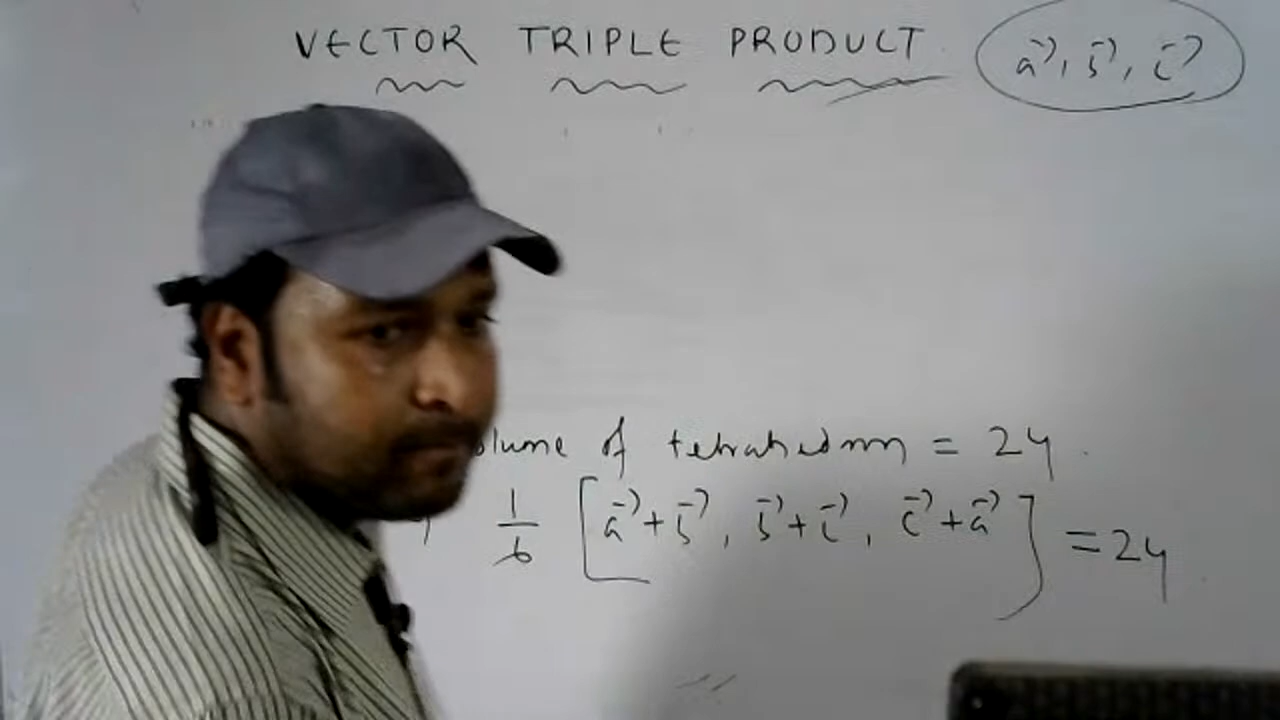 VECTOR TRIPLE PRODUCT a⃗, b⃗, c⃗
olume of tetrahedron = 24.
1/6 [a⃗+b⃗, b⃗+c⃗, c⃗+a⃗] = 24